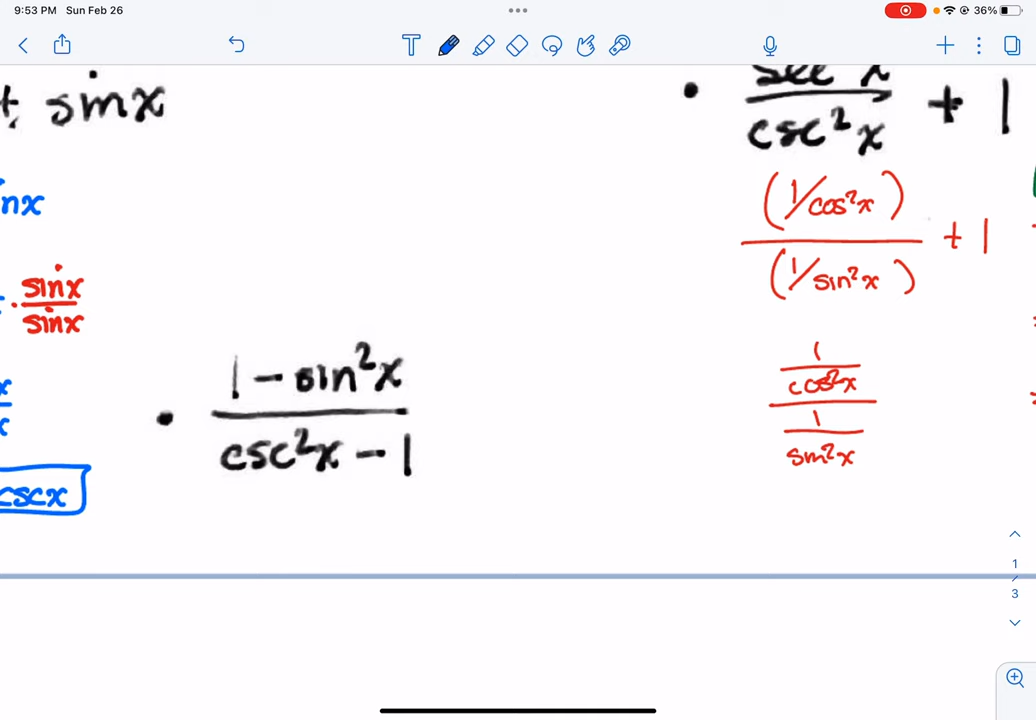 9:53 PM Sun Feb 26
36%
T
sinx
sec x
csc²x
+ 1
nx
(1/cos²x)
(1/sin²x)
+ 1
· sinx
sinx
1 - sin²x
csc²x - 1
1
cos²x
1
sin²x
x
x
cscx
1
/
3